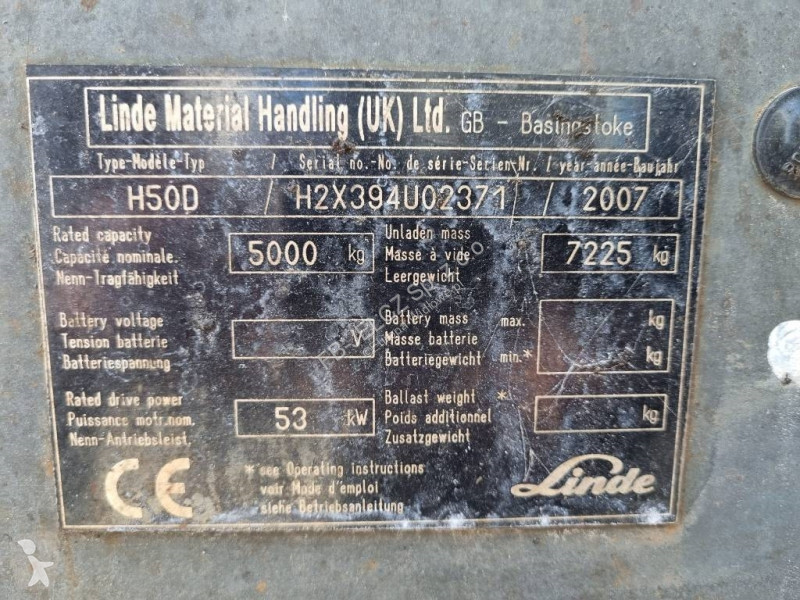 Linde Material Handling (UK) Ltd. GB - Basingstoke
Type-Modèle-Typ / Serial no.-No. de série-Serien-Nr. / year-année-Baujahr
H50D / H2X394U02371 / 2007
Rated capacity
Capacité nominale.
Nenn-Tragfähigkeit
5000 kg
Unladen mass
Masse à vide
Leergewicht
7225 kg
Battery voltage
Tension batterie
Batteriespannung
V
Battery mass max. kg
Masse batterie
Batteriegewicht min.* kg
Rated drive power
Puissance motr.nom.
Nenn-Antriebsleist.
53 kW
Ballast weight *
Poids additionnel
Zusatzgewicht
kg
CE
* see Operating instructions
voir Mode d'emploi
siehe Betriebsanleitung
Linde